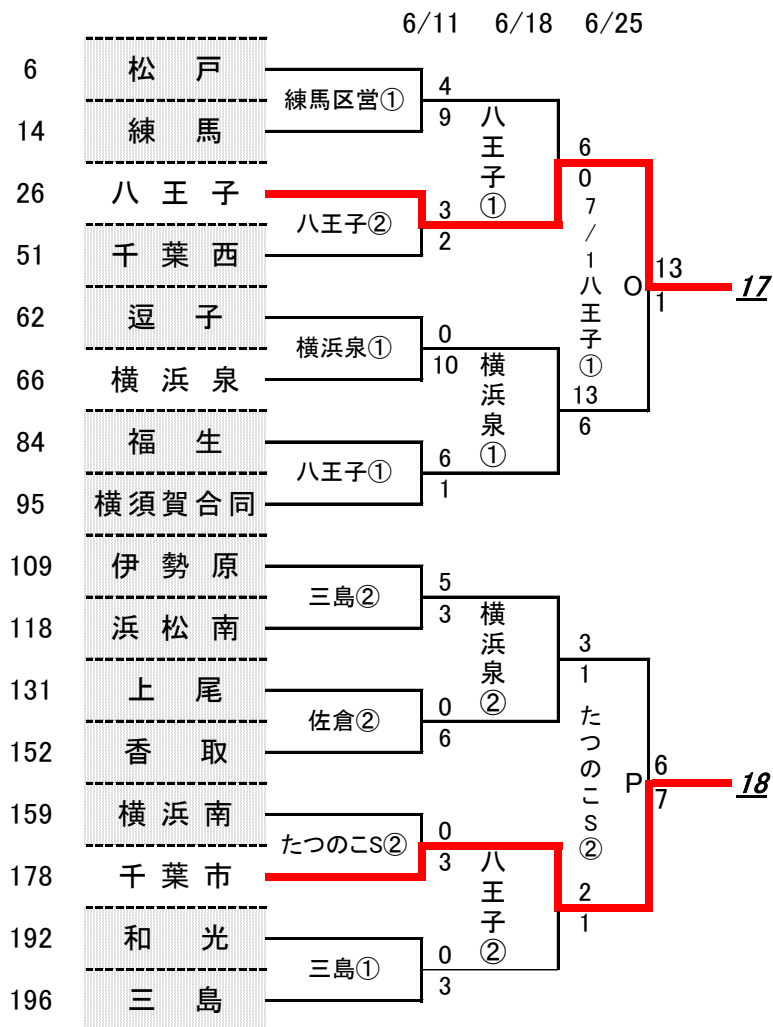 6/11 6/18 6/25
6 松戸
練馬区営①
4
9
14 練馬
八王子①
6
0
26 八王子
八王子②
3
2
51 千葉西
7/1八王子①
O
13
1
17
62 逗子
横浜泉①
0
10
66 横浜泉
横浜泉①
13
6
84 福生
八王子①
6
1
95 横須賀合同
109 伊勢原
三島②
5
3
118 浜松南
横浜泉②
3
1
131 上尾
佐倉②
0
6
152 香取
たつのこS②
P
6
7
18
159 横浜南
たつのこS②
0
3
178 千葉市
八王子②
2
1
192 和光
三島①
0
3
196 三島